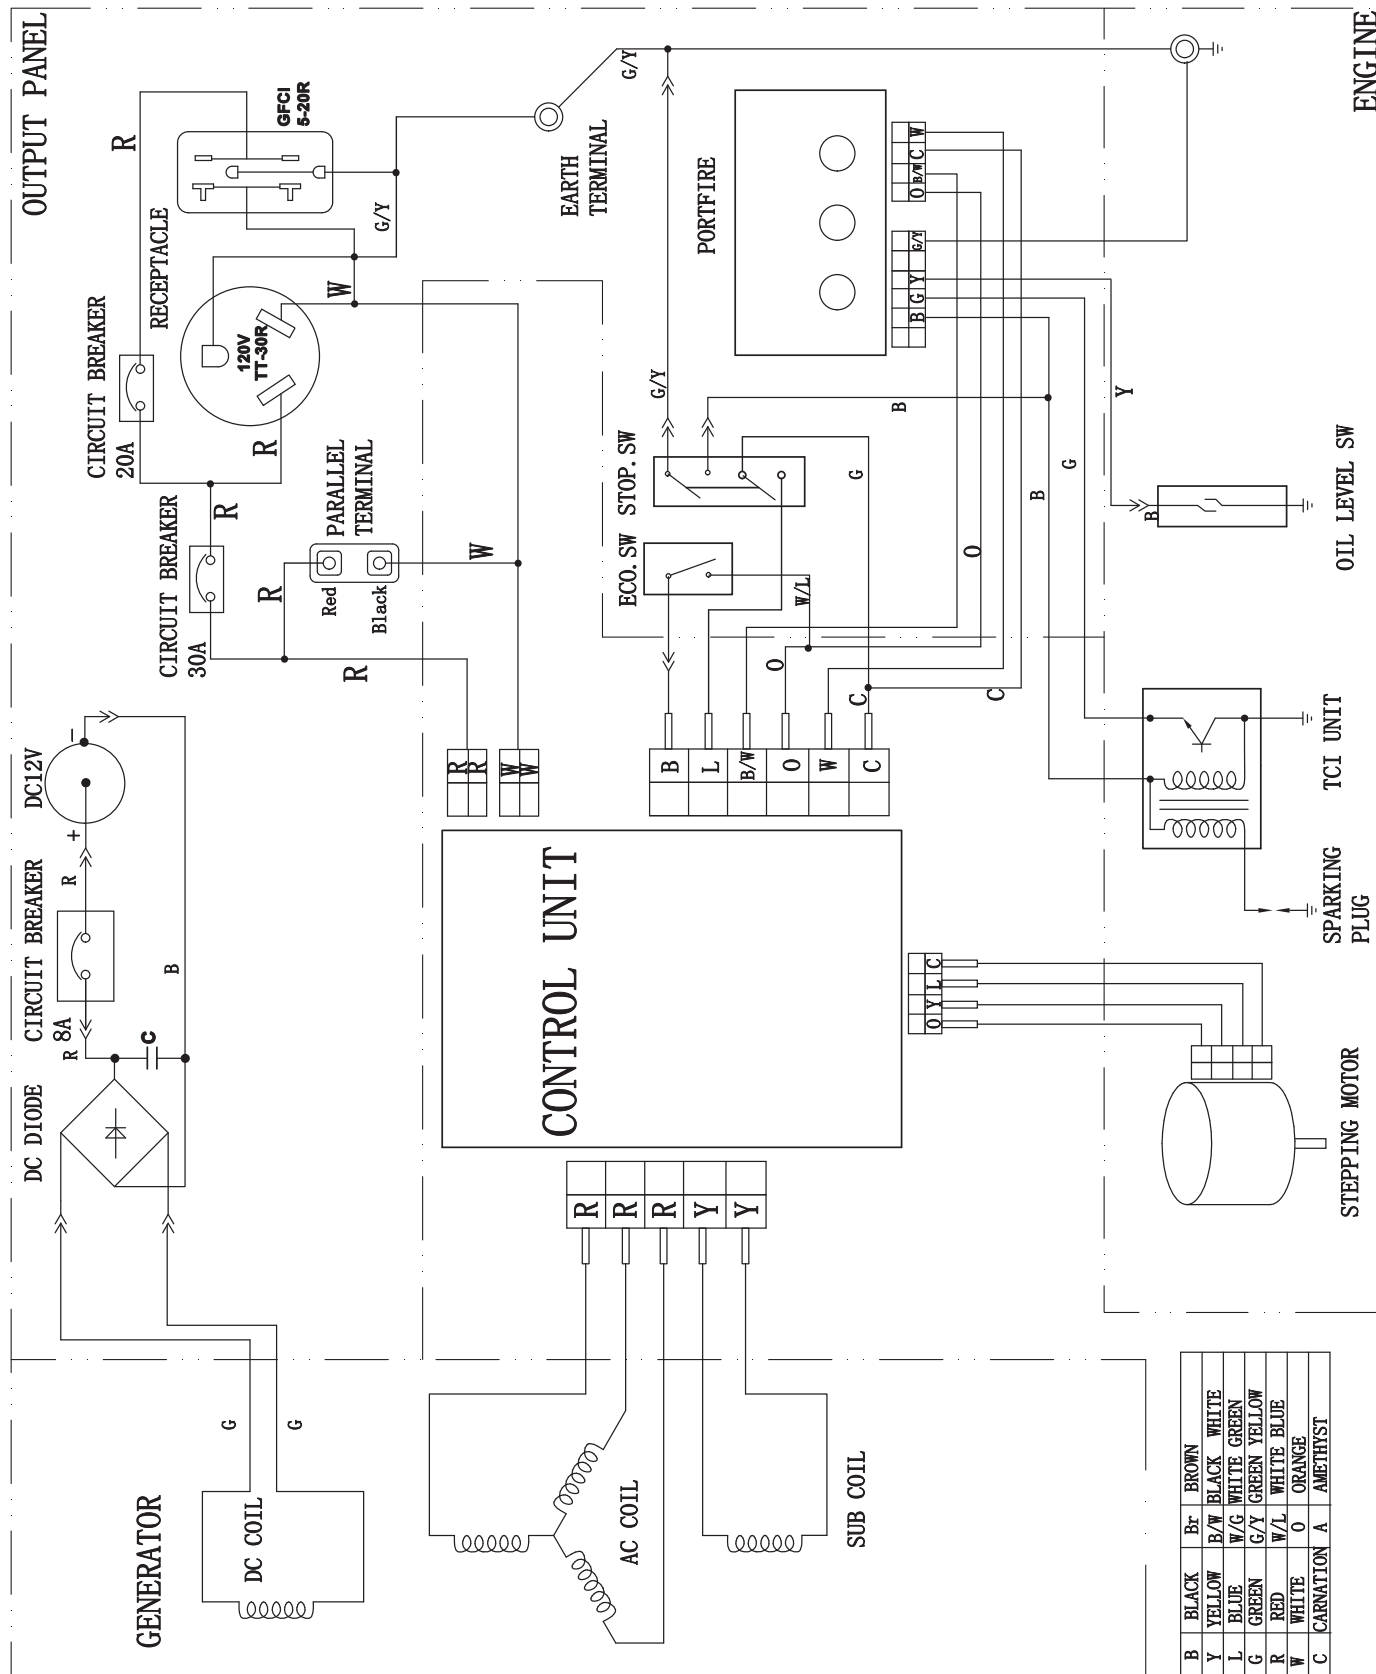 OUTPUT PANEL
ENGINE
GENERATOR
R
GFCI
5-20R
RECEPTACLE
G/Y
CIRCUIT BREAKER
20A
120V
TT-30R
W
R
R
CIRCUIT BREAKER
30A
R
PARALLEL
TERMINAL
Red
Black
W
R
EARTH
TERMINAL
G/Y
PORTFIRE
W
C
B/W
O
G/Y
Y
G
B
G/Y
STOP.SW
ECO.SW
B
G
W/L
O
B
G
Y
B
OIL LEVEL SW
O
C
C
DC12V
−
+
R
CIRCUIT BREAKER
8A
R
B
C
DC DIODE
R
R
W
W
B
L
B/W
O
W
C
CONTROL UNIT
O
Y
L
C
TCI UNIT
SPARKING
PLUG
STEPPING MOTOR
R
R
R
Y
Y
G
G
DC COIL
AC COIL
SUB COIL
B BLACK Br BROWN
Y YELLOW B/W BLACK WHITE
L BLUE W/G WHITE GREEN
G GREEN G/Y GREEN YELLOW
R RED W/L WHITE BLUE
W WHITE O ORANGE
C CARNATION A AMETHYST